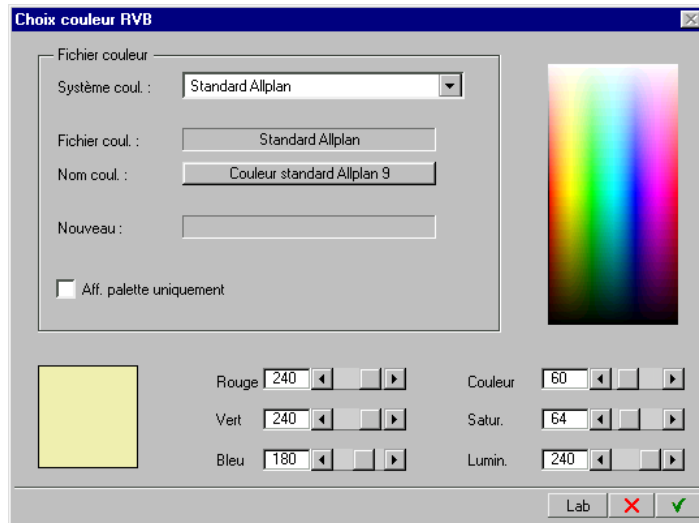 Choix couleur RVB
Fichier couleur
Système coul. : Standard Allplan
Fichier coul. : Standard Allplan
Nom coul. : Couleur standard Allplan 9
Nouveau :
Aff. palette uniquement
Rouge 240 Couleur 60
Vert 240 Satur. 64
Bleu 180 Lumin. 240
Lab